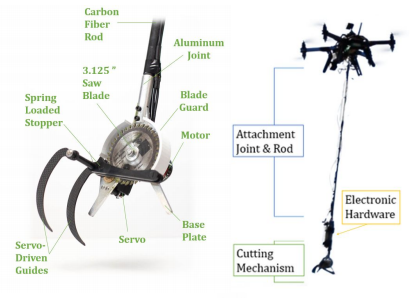 Carbon
Fiber
Rod
Aluminum
Joint
3.125 "
Saw
Blade
Spring
Loaded
Stopper
Blade
Guard
Motor
Servo
Base
Plate
Servo-
Driven
Guides
Attachment
Joint & Rod
Electronic
Hardware
Cutting
Mechanism